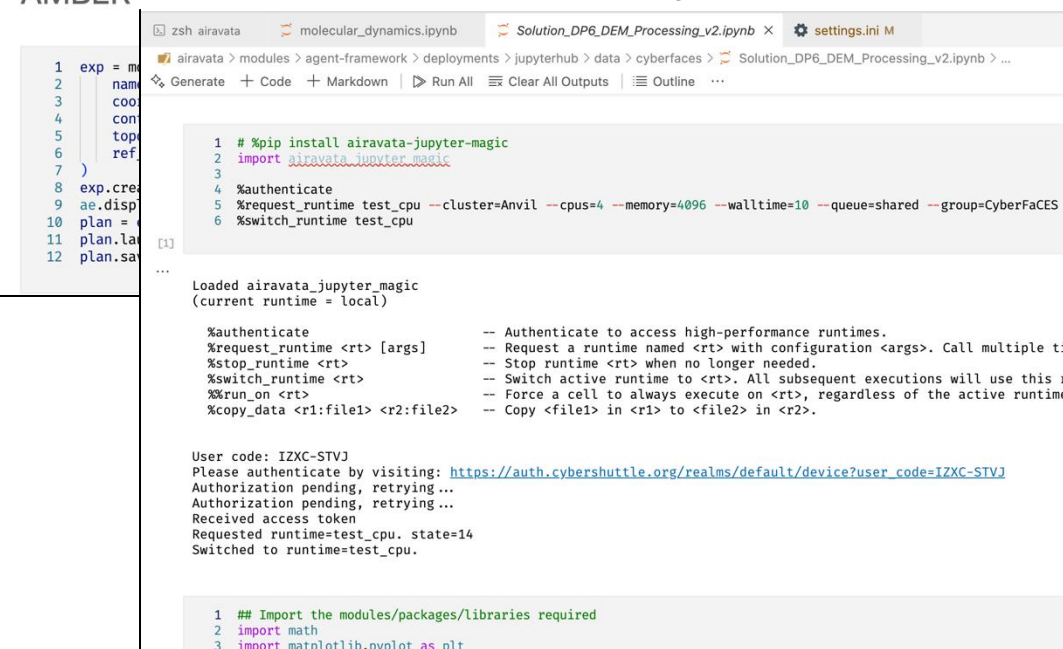 AMBER
1 exp = m
2 nam
3 coo
4 con
5 topo
6 ref_
7 )
8 exp.crea
9 ae.disp
10 plan =
11 plan.lau
12 plan.sav
zsh airavata molecular_dynamics.ipynb Solution_DP6_DEM_Processing_v2.ipynb × settings.ini M
airavata > modules > agent-framework > deployments > jupyterhub > data > cyberfaces > Solution_DP6_DEM_Processing_v2.ipynb > ...
Generate + Code + Markdown | Run All Clear All Outputs | Outline ...
1 # %pip install airavata-jupyter-magic
2 import airavata_jupyter_magic
3
4 %authenticate
5 %request_runtime test_cpu --cluster=Anvil --cpus=4 --memory=4096 --walltime=10 --queue=shared --group=CyberFaCES
6 %switch_runtime test_cpu
[1]
...
Loaded airavata_jupyter_magic
(current runtime = local)
%authenticate -- Authenticate to access high-performance runtimes.
%request_runtime <rt> [args] -- Request a runtime named <rt> with configuration <args>. Call multiple ti
%stop_runtime <rt> -- Stop runtime <rt> when no longer needed.
%switch_runtime <rt> -- Switch active runtime to <rt>. All subsequent executions will use this r
%%run_on <rt> -- Force a cell to always execute on <rt>, regardless of the active runtime
%copy_data <r1:file1> <r2:file2> -- Copy <file1> in <r1> to <file2> in <r2>.
User code: IZXC-STVJ
Please authenticate by visiting: https://auth.cybershuttle.org/realms/default/device?user_code=IZXC-STVJ
Authorization pending, retrying...
Authorization pending, retrying...
Received access token
Requested runtime=test_cpu. state=14
Switched to runtime=test_cpu.
1 ## Import the modules/packages/libraries required
2 import math
3 import matplotlib.pyplot as plt